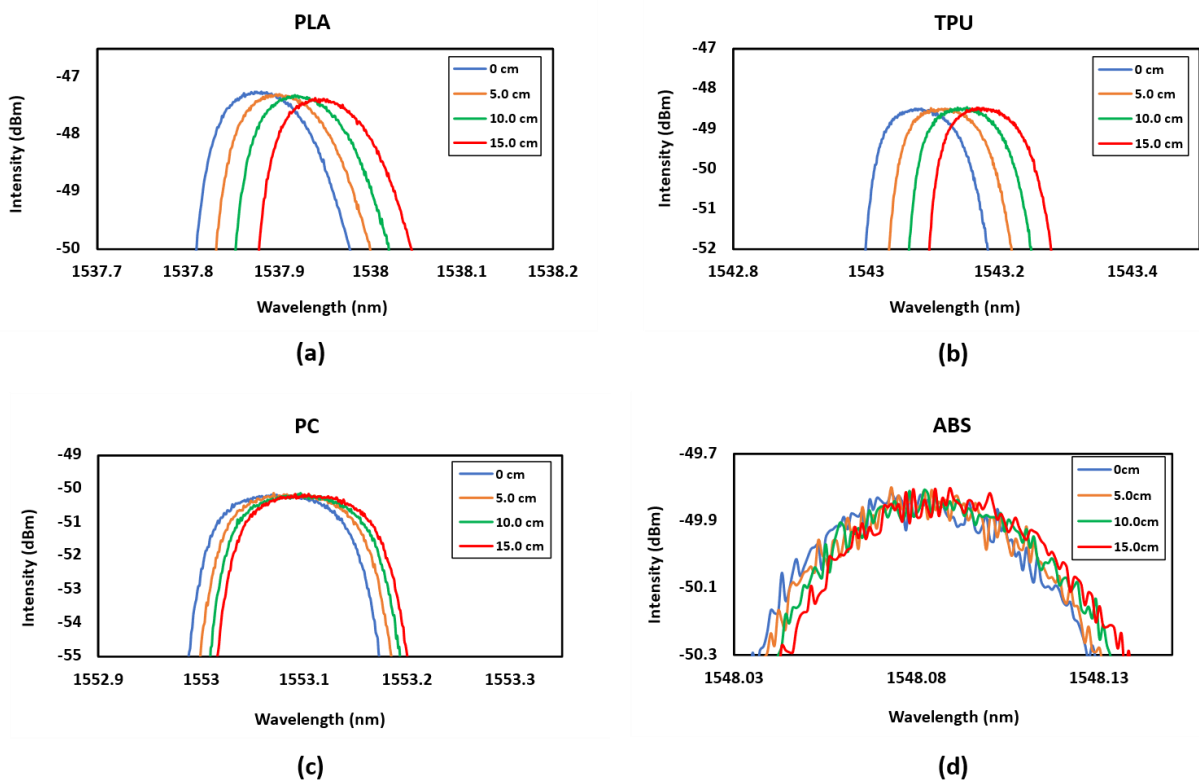 PLA
Intensity (dBm)
-47
-48
-49
-50
0 cm
5.0 cm
10.0 cm
15.0 cm
1537.7 1537.8 1537.9 1538 1538.1 1538.2
Wavelength (nm)
(a)
TPU
Intensity (dBm)
-47
-48
-49
-50
-51
-52
0 cm
5.0 cm
10.0 cm
15.0 cm
1542.8 1543 1543.2 1543.4
Wavelength (nm)
(b)
PC
Intensity (dBm)
-49
-50
-51
-52
-53
-54
-55
0 cm
5.0 cm
10.0 cm
15.0 cm
1552.9 1553 1553.1 1553.2 1553.3
Wavelength (nm)
(c)
ABS
Intensity (dBm)
-49.7
-49.9
-50.1
-50.3
0cm
5.0cm
10.0cm
15.0cm
1548.03 1548.08 1548.13
Wavelength (nm)
(d)